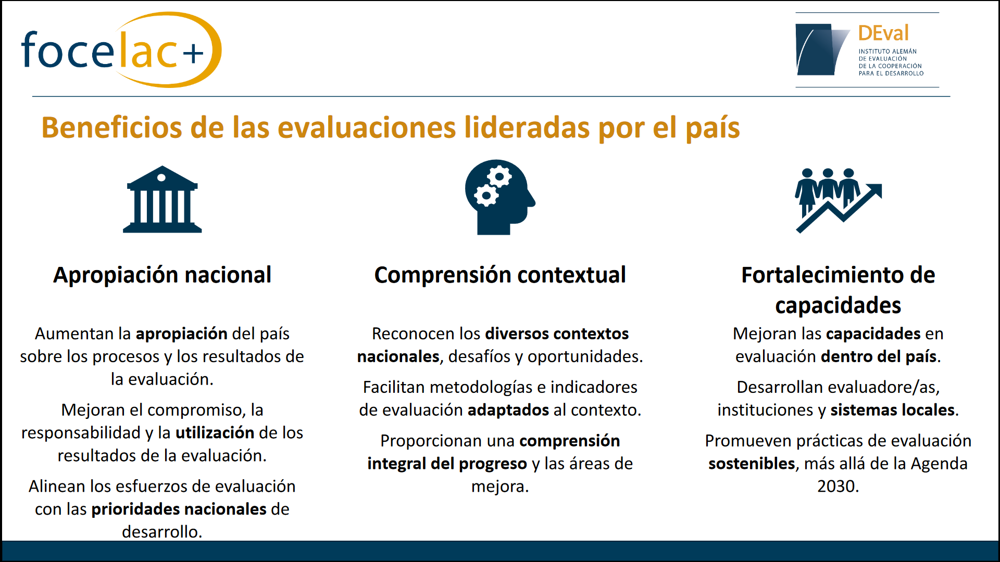 focelac+
DEval
INSTITUTO ALEMÁN
DE EVALUACIÓN
DE LA COOPERACIÓN
PARA EL DESARROLLO
Beneficios de las evaluaciones lideradas por el país
Apropiación nacional
Aumentan la apropiación del país
sobre los procesos y los resultados de
la evaluación.
Mejoran el compromiso, la
responsabilidad y la utilización de los
resultados de la evaluación.
Alinean los esfuerzos de evaluación
con las prioridades nacionales de
desarrollo.
Comprensión contextual
Reconocen los diversos contextos
nacionales, desafíos y oportunidades.
Facilitan metodologías e indicadores
de evaluación adaptados al contexto.
Proporcionan una comprensión
integral del progreso y las áreas de
mejora.
Fortalecimiento de
capacidades
Mejoran las capacidades en
evaluación dentro del país.
Desarrollan evaluadore/as,
instituciones y sistemas locales.
Promueven prácticas de evaluación
sostenibles, más allá de la Agenda
2030.